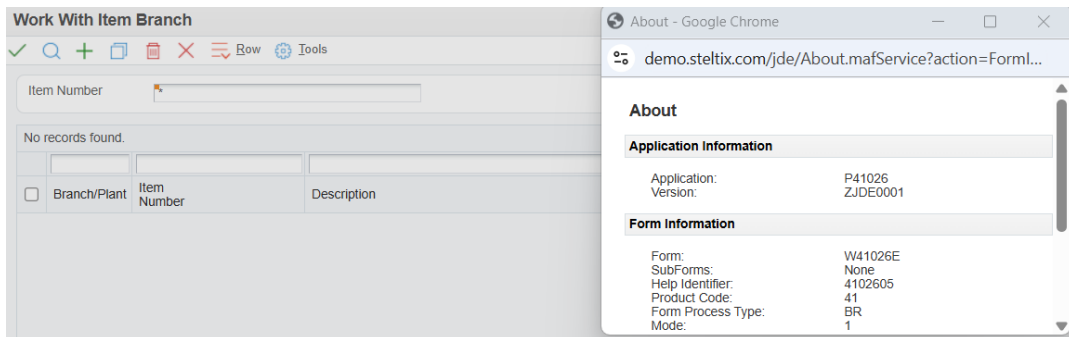 Work With Item Branch
Row
Tools
Item Number
*
No records found.
Branch/Plant
Item
Number
Description
About - Google Chrome
demo.steltix.com/jde/About.mafService?action=FormI...
About
Application Information
Application: P41026
Version: ZJDE0001
Form Information
Form: W41026E
SubForms: None
Help Identifier: 4102605
Product Code: 41
Form Process Type: BR
Mode: 1